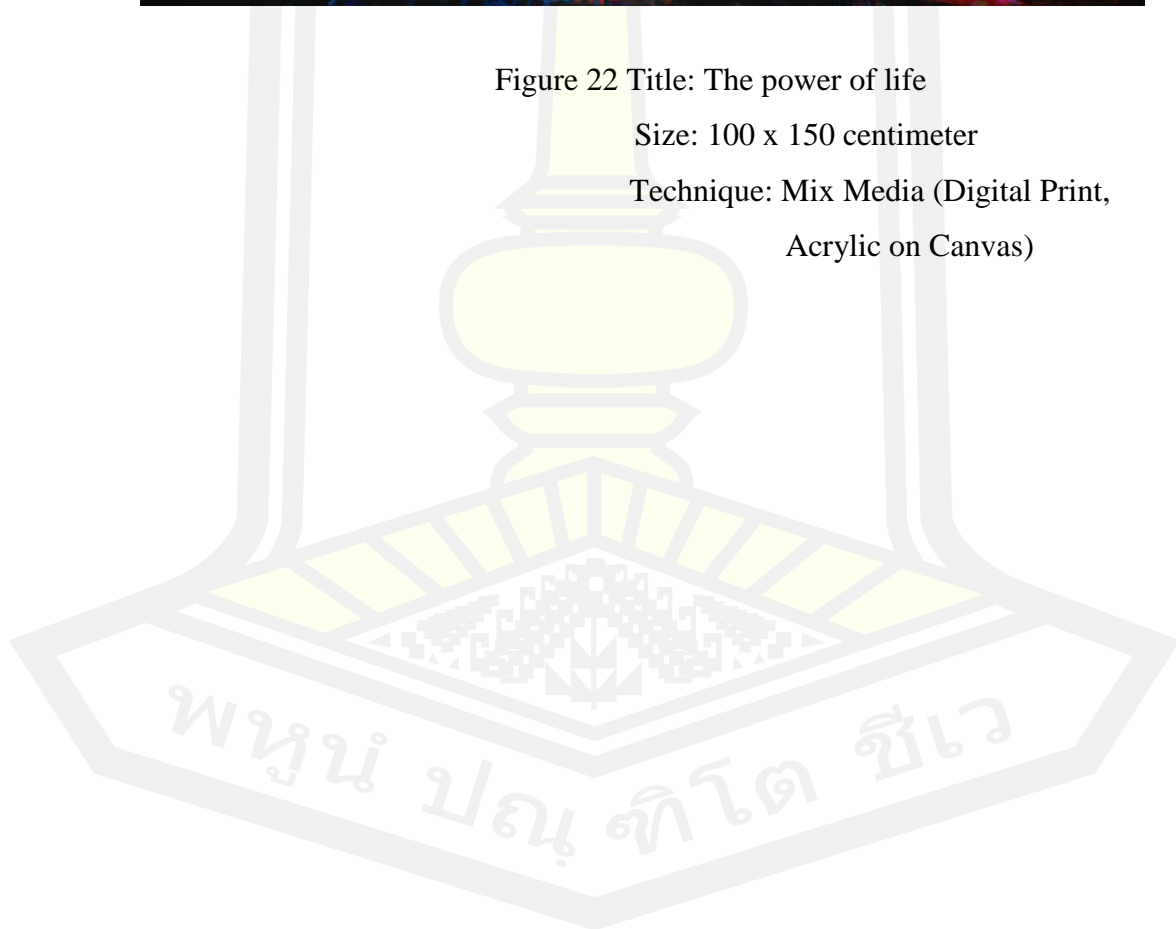 Figure 22 Title: The power of life
Size: 100 x 150 centimeter
Technique: Mix Media (Digital Print,
Acrylic on Canvas)
พหูนํ ปณฺฑิโต ชีเว